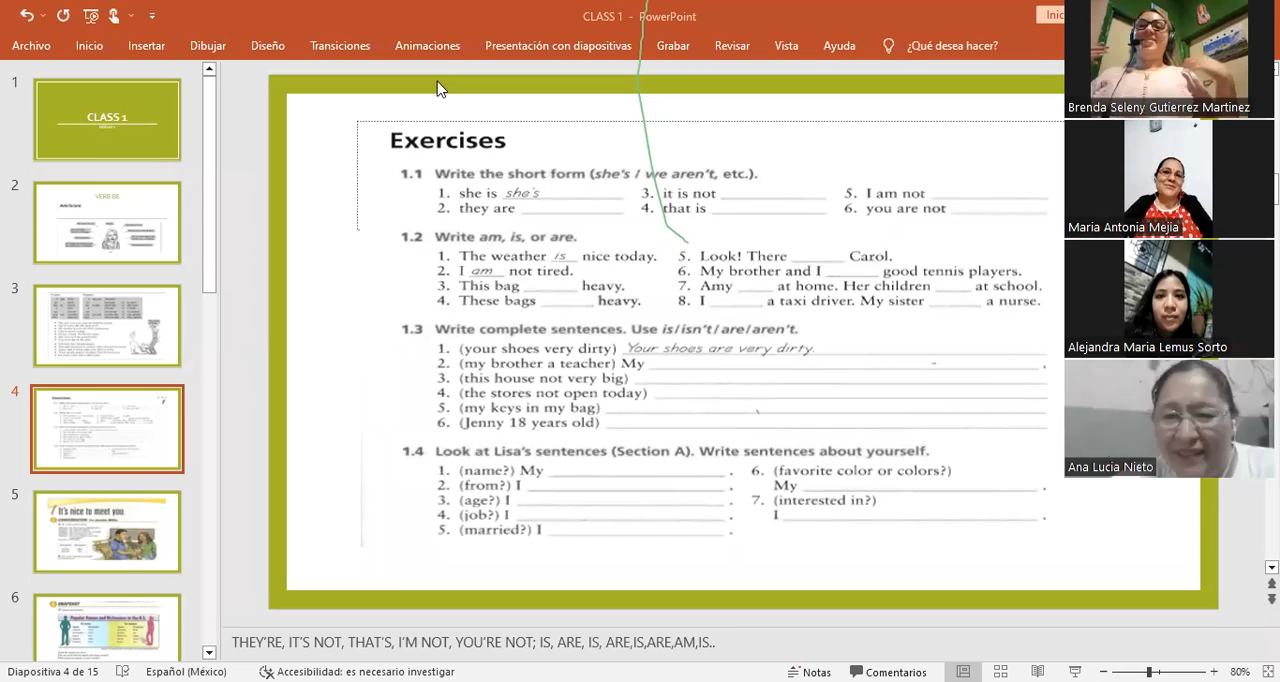 CLASS 1 - PowerPoint
Archivo Inicio Insertar Dibujar Diseño Transiciones Animaciones Presentación con diapositivas Grabar Revisar Vista Ayuda ¿Qué desea hacer?
1
CLASS 1
2
VERB BE
3
4
Exercises
5
It's nice to meet you.
6
SNAPSHOT
Exercises
1.1 Write the short form (she's / we aren't, etc.).
1. she is she's 3. it is not 5. I am not
2. they are 4. that is 6. you are not
1.2 Write am, is, or are.
1. The weather is nice today. 5. Look! There Carol.
2. I am not tired. 6. My brother and I good tennis players.
3. This bag heavy. 7. Amy at home. Her children at school.
4. These bags heavy. 8. I a taxi driver. My sister a nurse.
1.3 Write complete sentences. Use is/isn't/are/aren't.
1. (your shoes very dirty) Your shoes are very dirty.
2. (my brother a teacher) My .
3. (this house not very big)
4. (the stores not open today)
5. (my keys in my bag)
6. (Jenny 18 years old)
1.4 Look at Lisa's sentences (Section A). Write sentences about yourself.
1. (name?) My . 6. (favorite color or colors?)
2. (from?) I . My .
3. (age?) I . 7. (interested in?)
4. (job?) I . I .
5. (married?) I .
THEY'RE, IT'S NOT, THAT'S, I'M NOT, YOU'RE NOT; IS, ARE, IS, ARE,IS,ARE,AM,IS..
Diapositiva 4 de 15 Español (México) Accesibilidad: es necesario investigar Notas Comentarios 80%
Brenda Seleny Gutierrez Martinez
Maria Antonia Mejia
Alejandra Maria Lemus Sorto
Ana Lucia Nieto